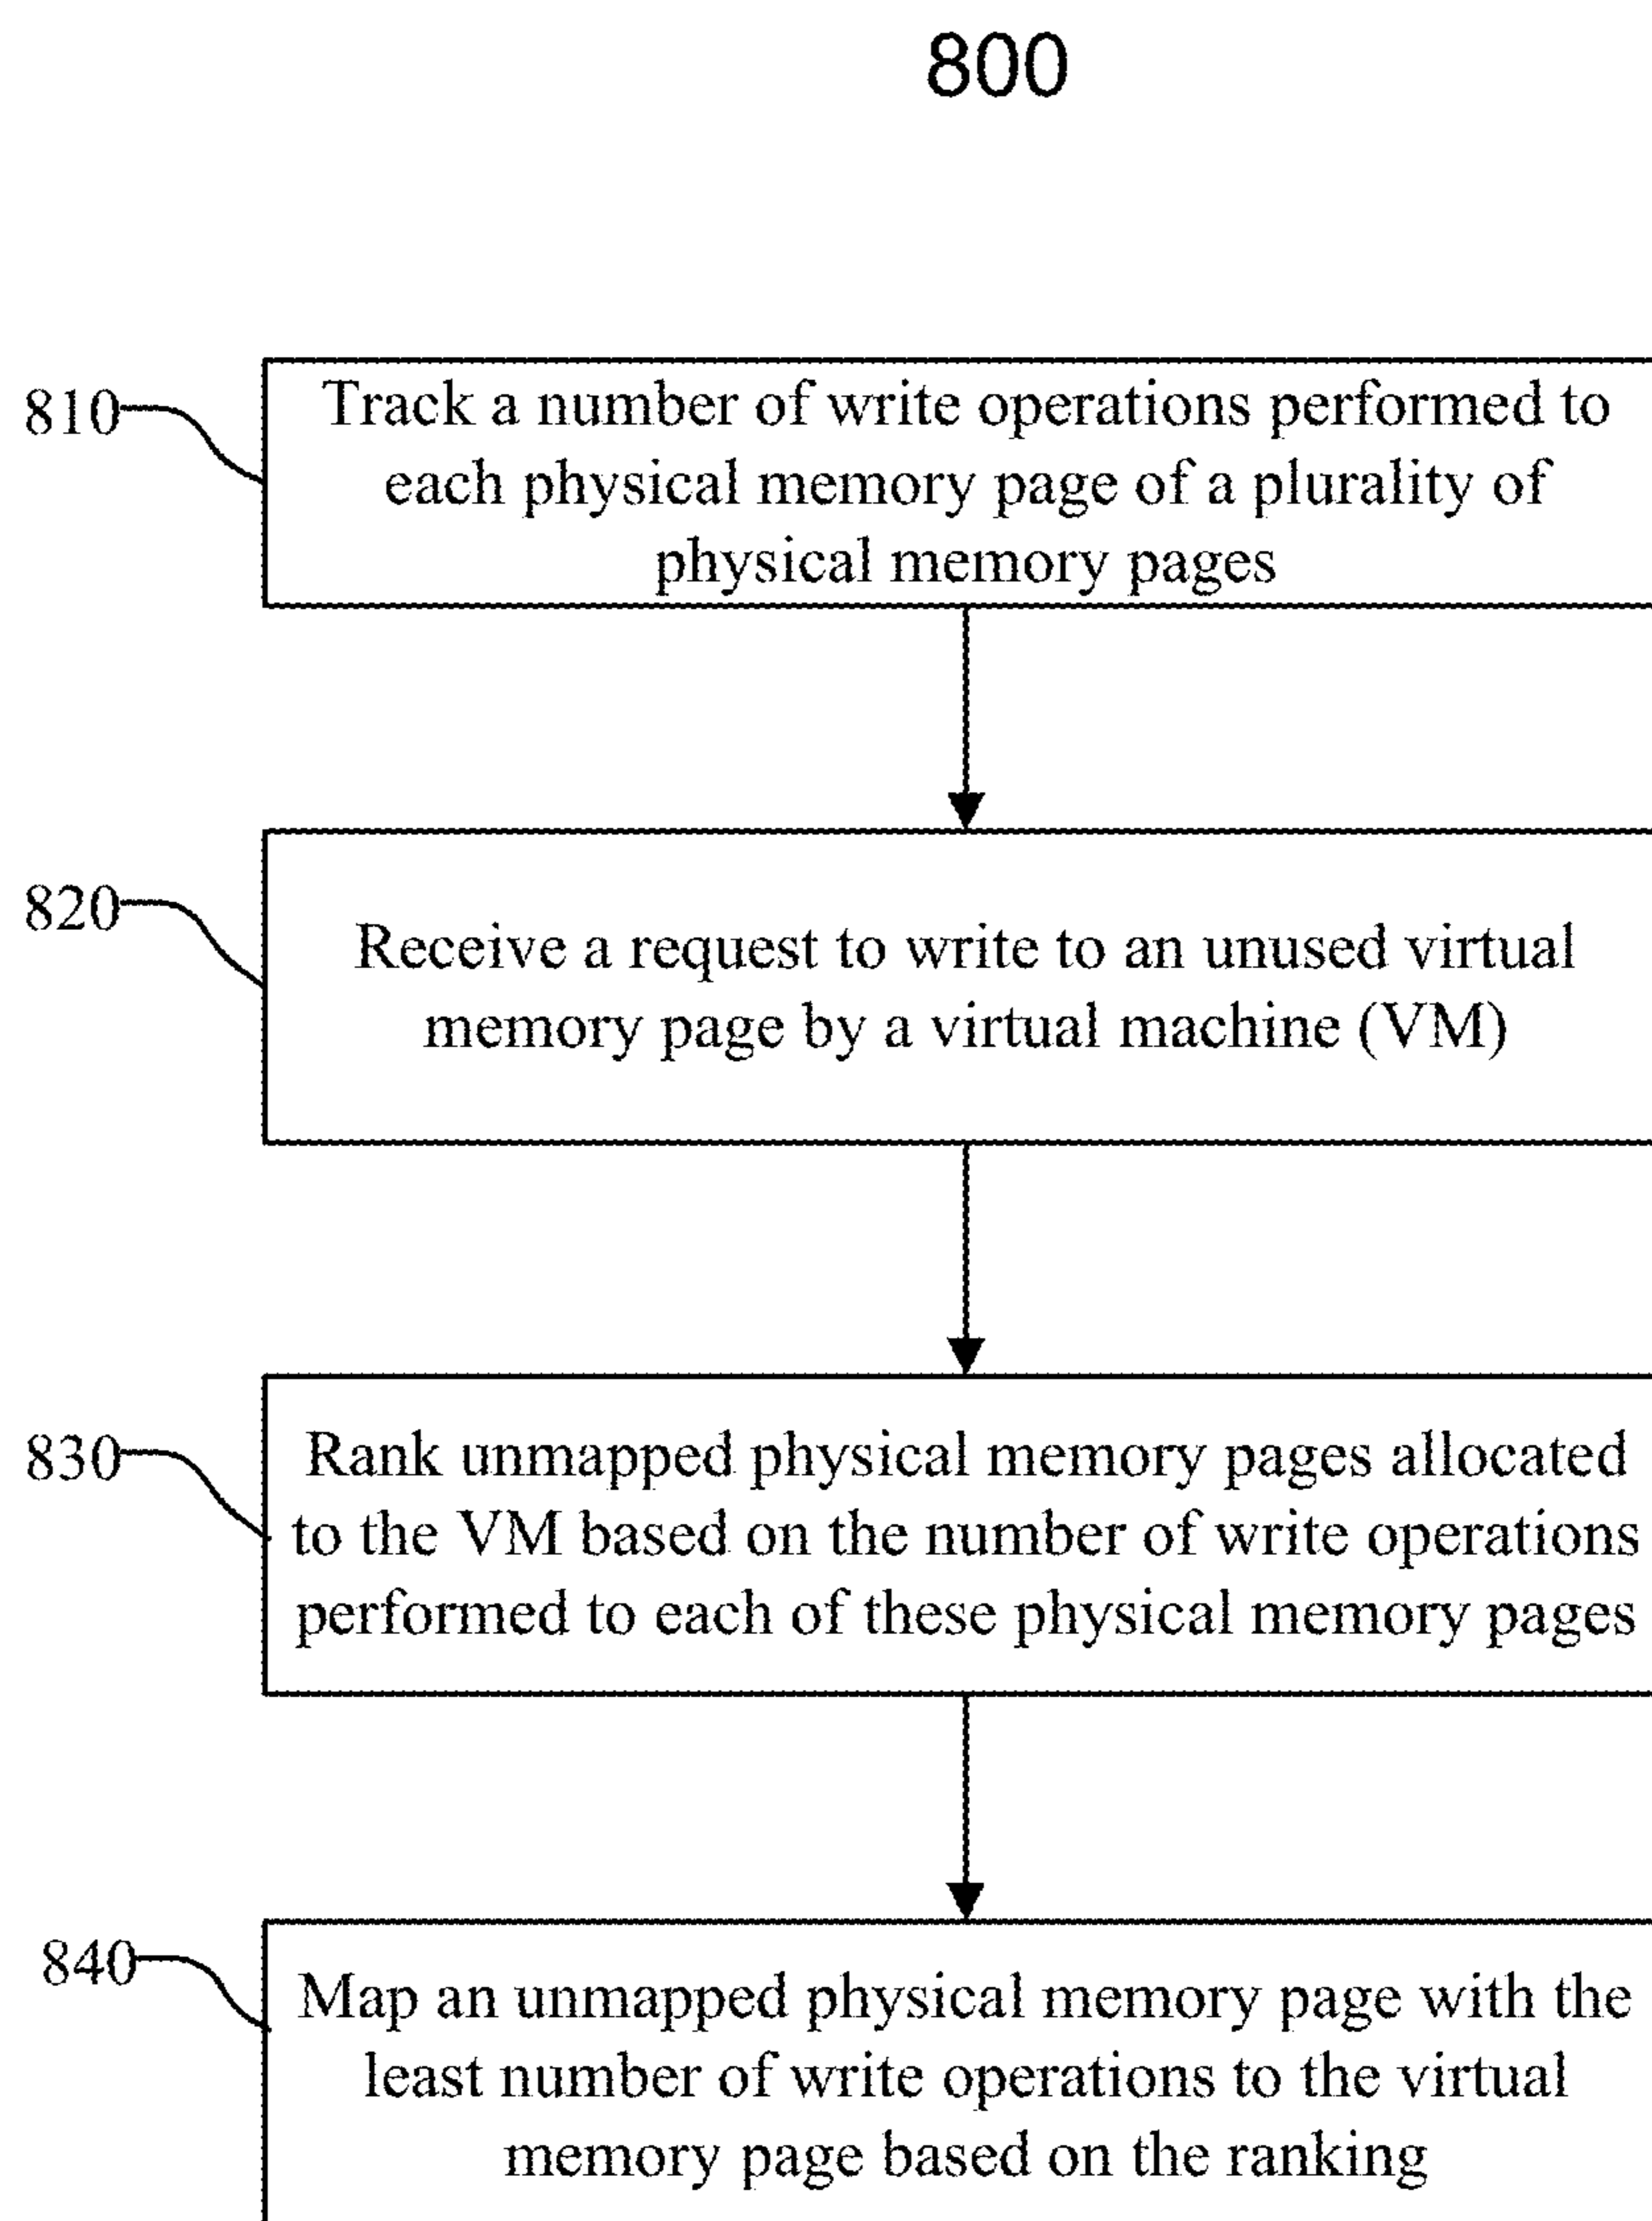 800
810
Track a number of write operations performed to
each physical memory page of a plurality of
physical memory pages
820
Receive a request to write to an unused virtual
memory page by a virtual machine (VM)
830
Rank unmapped physical memory pages allocated
to the VM based on the number of write operations
performed to each of these physical memory pages
840
Map an unmapped physical memory page with the
least number of write operations to the virtual
memory page based on the ranking